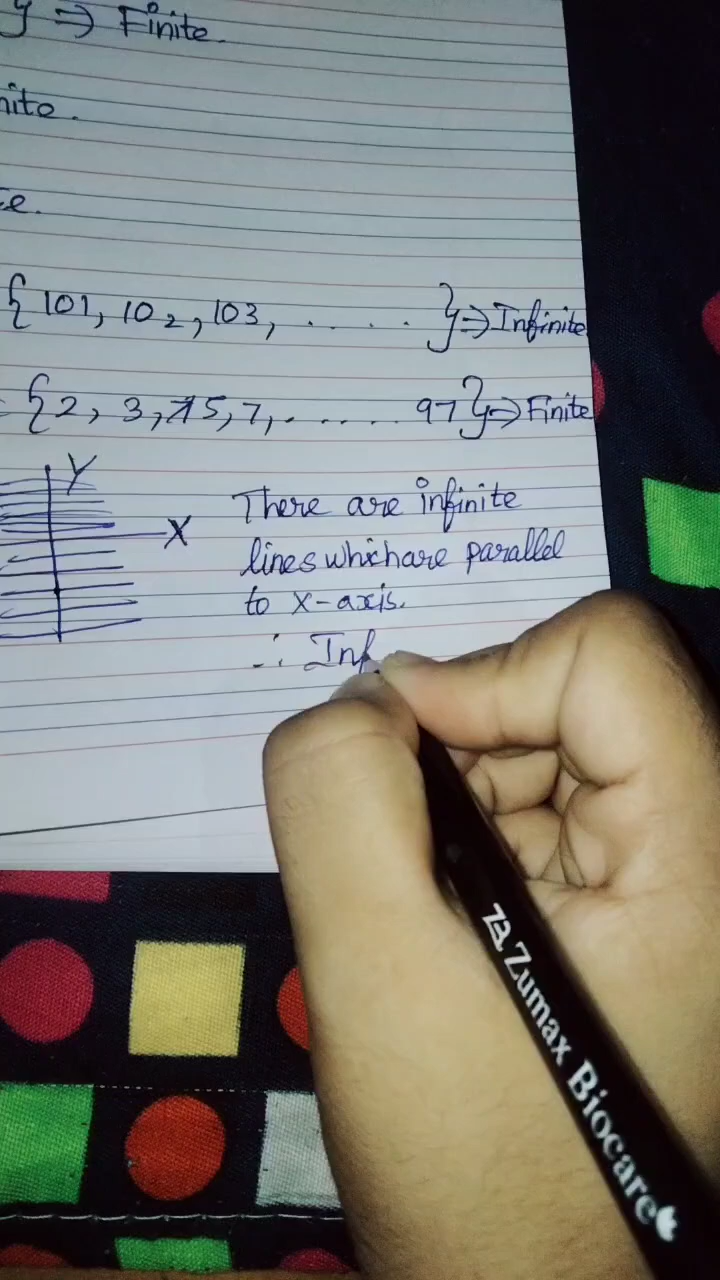 y ⇒ Finite.
nite.
te.
{ 101, 102, 103, . . . . . } ⇒ Infinite
= { 2, 3, 5, 7, . . . . . 97 } ⇒ Finite
Y
X
There are infinite
lines which are parallel
to X-axis.
∴ Inf
Zumax Biocare